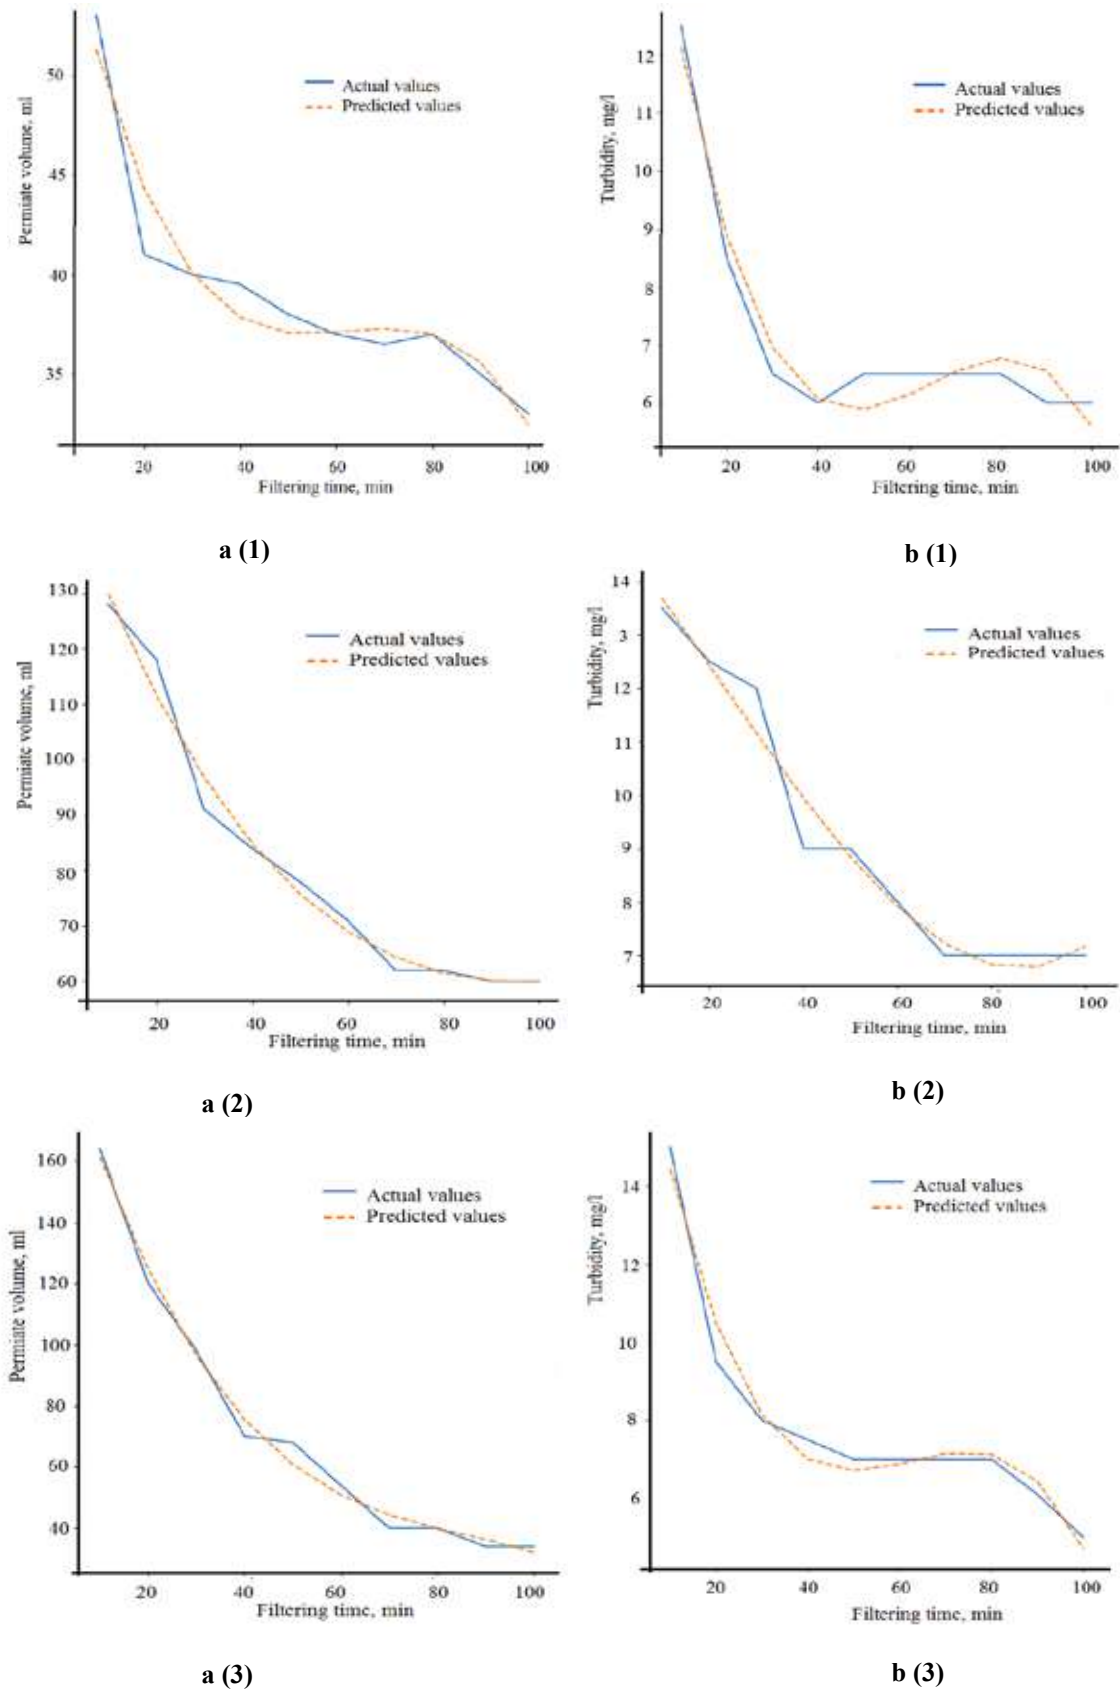 Permiate volume, ml
50
45
40
35
Actual values
Predicted values
20 40 60 80 100
Filtering time, min
a (1)
Turbidity, mg/l
12
11
10
9
8
7
6
Actual values
Predicted values
20 40 60 80 100
Filtering time, min
b (1)
Permiate volume, ml
130
120
110
100
90
80
70
60
Actual values
Predicted values
20 40 60 80 100
Filtering time, min
a (2)
Turbidity, mg/l
14
3
12
11
10
9
8
7
Actual values
Predicted values
20 40 60 80 100
Filtering time, min
b (2)
Permiate volume, ml
160
140
120
100
80
60
40
Actual values
Predicted values
20 40 60 80 100
Filtering time, min
a (3)
Turbidity, mg/l
14
12
10
8
6
Actual values
Predicted values
20 40 60 80 100
Filtering time, min
b (3)